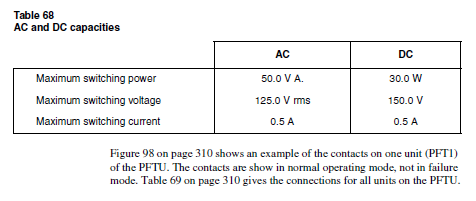 Table 68
AC and DC capacities
AC DC
Maximum switching power 50.0 V A. 30.0 W
Maximum switching voltage 125.0 V rms 150.0 V
Maximum switching current 0.5 A 0.5 A
Figure 98 on page 310 shows an example of the contacts on one unit (PFT1)
of the PFTU. The contacts are show in normal operating mode, not in failure
mode. Table 69 on page 310 gives the connections for all units on the PFTU.